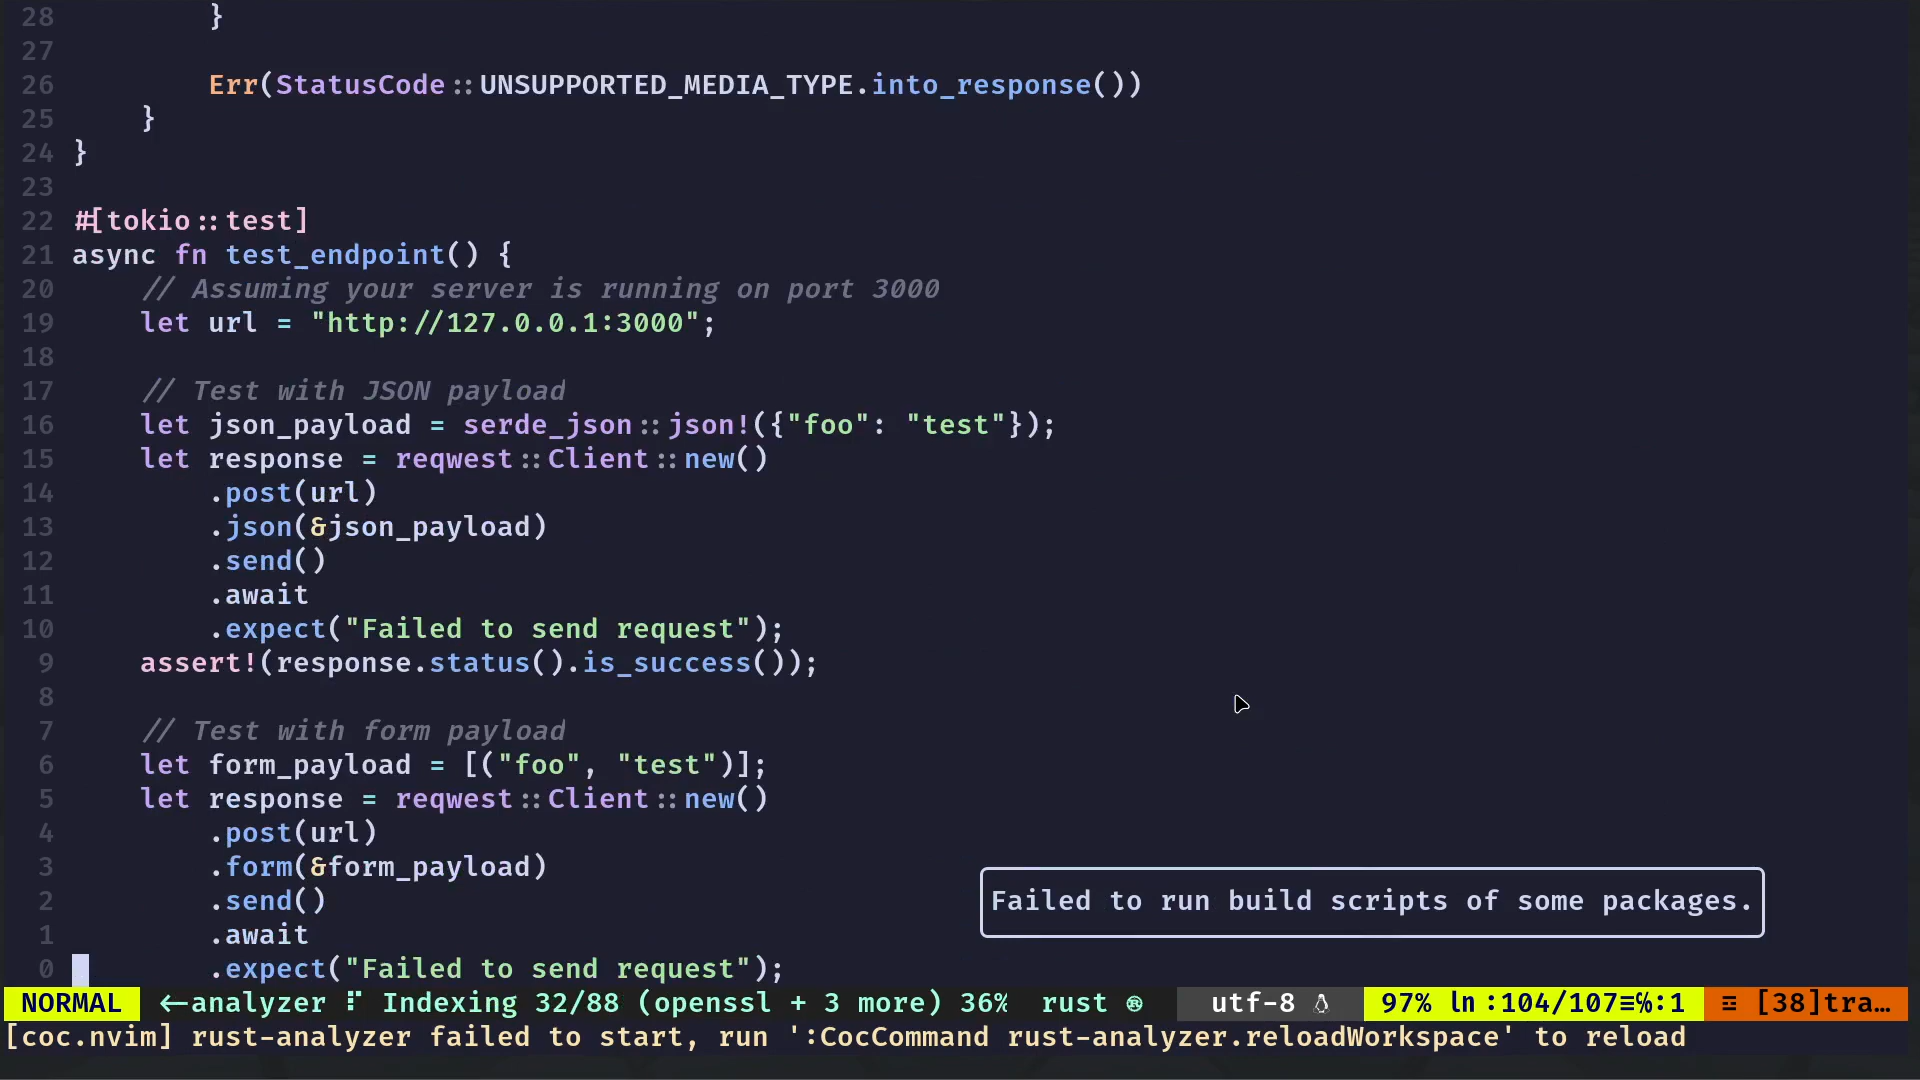 28         }
27
26         Err(StatusCode::UNSUPPORTED_MEDIA_TYPE.into_response())
25     }
24 }
23
22 #[tokio::test]
21 async fn test_endpoint() {
20     // Assuming your server is running on port 3000
19     let url = "http://127.0.0.1:3000";
18
17     // Test with JSON payload
16     let json_payload = serde_json::json!({"foo": "test"});
15     let response = reqwest::Client::new()
14         .post(url)
13         .json(&json_payload)
12         .send()
11         .await
10         .expect("Failed to send request");
9     assert!(response.status().is_success());
8
7     // Test with form payload
6     let form_payload = [("foo", "test")];
5     let response = reqwest::Client::new()
4         .post(url)
3         .form(&form_payload)
2         .send()
1         .await
0         .expect("Failed to send request");
Failed to run build scripts of some packages.
NORMAL ←analyzer ⠏ Indexing 32/88 (openssl + 3 more) 36% rust utf-8 97% ln :104/107≡℅:1 ☲ [38]tra…
[coc.nvim] rust-analyzer failed to start, run ':CocCommand rust-analyzer.reloadWorkspace' to reload